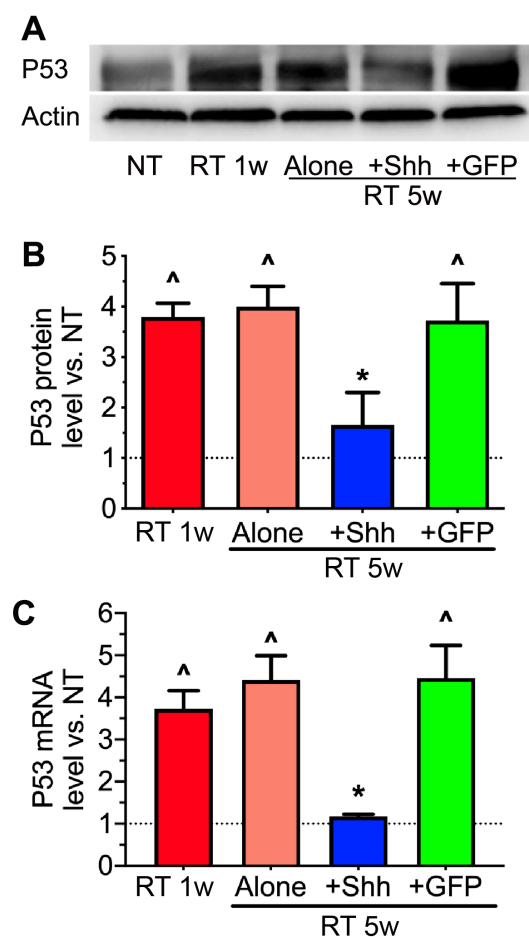 A
P53
Actin
NT RT 1w Alone +Shh +GFP
RT 5w
B
P53 protein
level vs. NT
5
4
3
2
1
0
^ ^ * ^
RT 1w Alone +Shh +GFP
RT 5w
C
P53 mRNA
level vs. NT
6
5
4
3
2
1
0
^ ^ * ^
RT 1w Alone +Shh +GFP
RT 5w